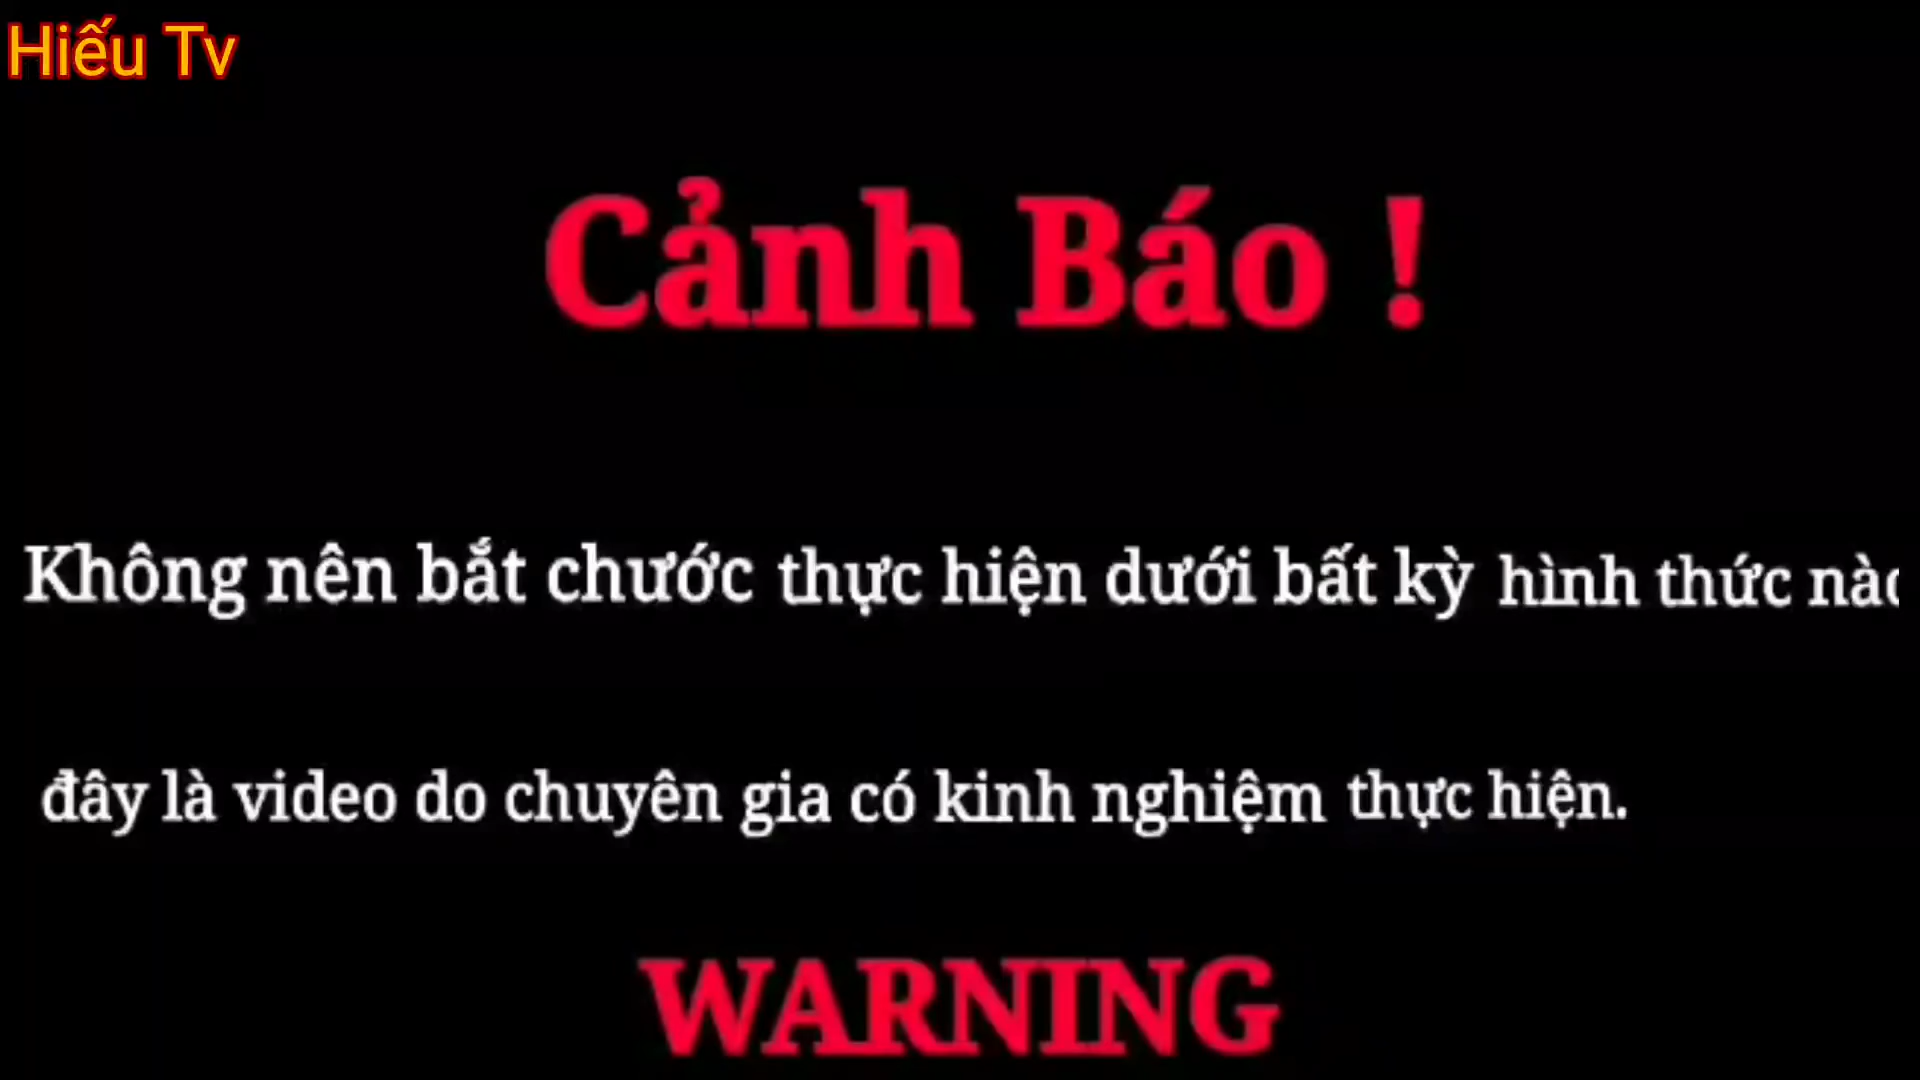 Hiếu Tv
Cảnh Báo !
Không nên bắt chước thực hiện dưới bất kỳ hình thức nào
đây là video do chuyên gia có kinh nghiệm thực hiện.
WARNING